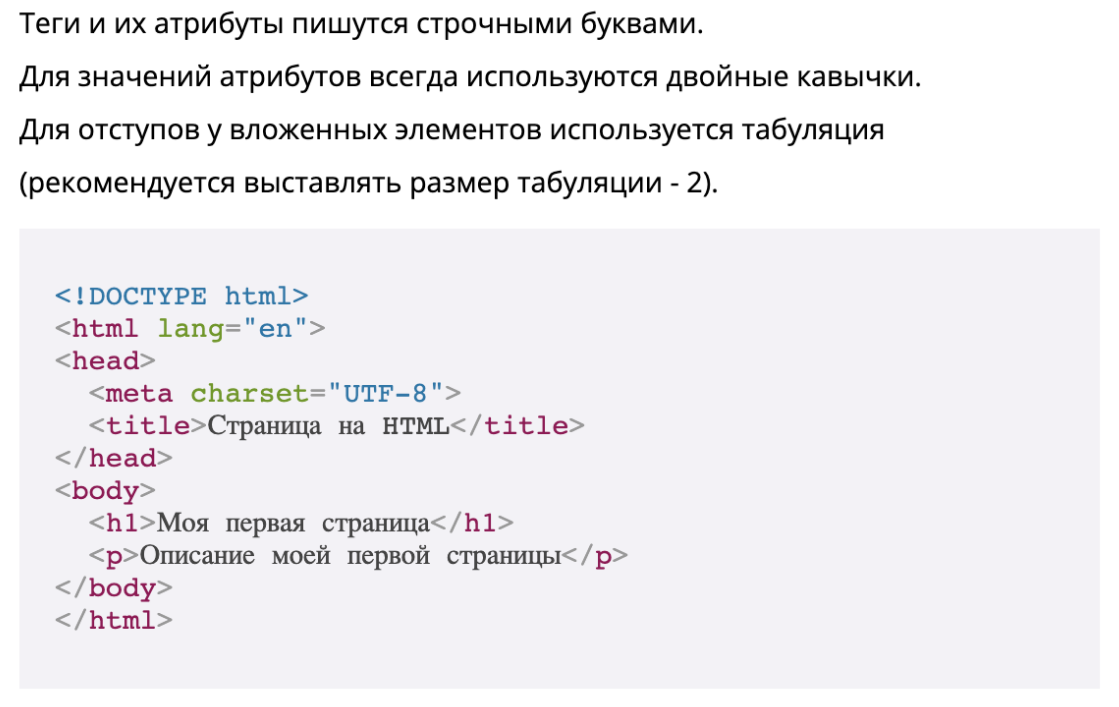 Теги и их атрибуты пишутся строчными буквами.
Для значений атрибутов всегда используются двойные кавычки.
Для отступов у вложенных элементов используется табуляция
(рекомендуется выставлять размер табуляции - 2).
<!DOCTYPE html>
<html lang="en">
<head>
  <meta charset="UTF-8">
  <title>Страница на HTML</title>
</head>
<body>
  <h1>Моя первая страница</h1>
  <p>Описание моей первой страницы</p>
</body>
</html>